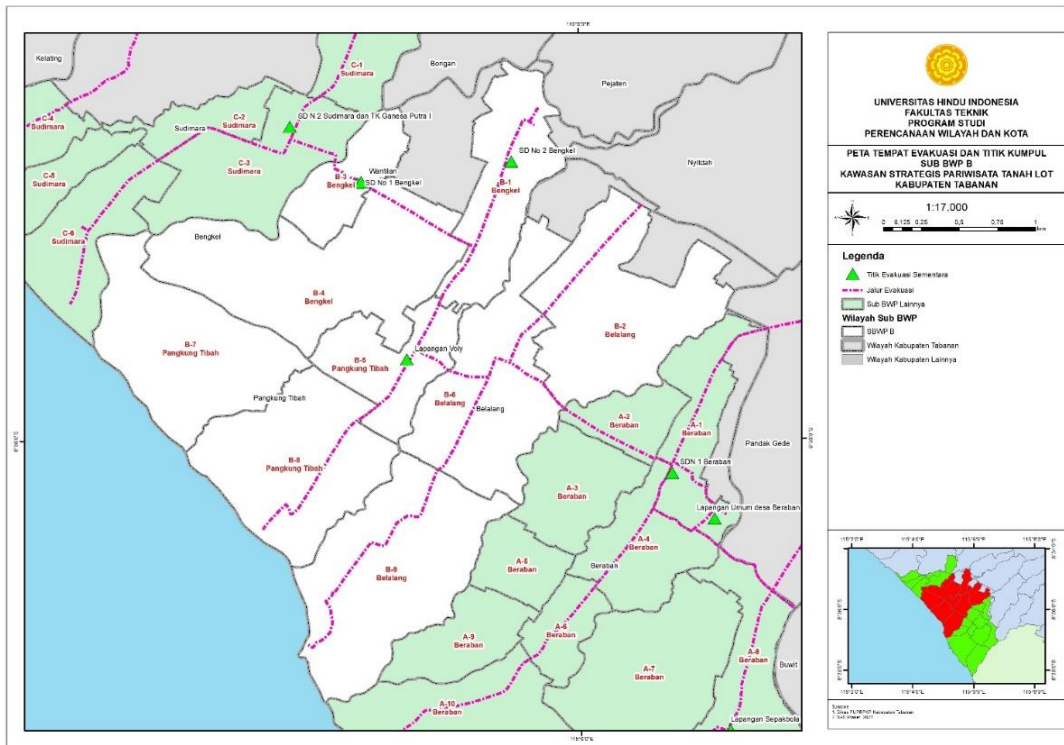 115°5'0"E
Kelating
C-1
Sudimara
Bongan
Pejaten
C-4
Sudimara
C-2
Sudimara
Sudimara
SD N 2 Sudimara dan TK Ganesa Putra I
C-5
Sudimara
C-3
Sudimara
Wantilan
B-3
Bengkel
SD No 1 Bengkel
SD No 2 Bengkel
B-1
Bengkel
Nyitdah
C-6
Sudimara
Bengkel
B-4
Bengkel
B-2
Belalang
B-7
Pangkung Tibah
Lapangan Voly
B-5
Pangkung Tibah
B-6
Belalang
Belalang
Pangkung Tibah
A-2
Beraban
A-1
Beraban
Pandak Gede
B-8
Pangkung Tibah
SDN 1 Beraban
A-3
Beraban
Lapangan Umum desa Beraban
A-4
Beraban
A-5
Beraban
Beraban
B-9
Belalang
A-6
Beraban
A-9
Beraban
A-7
Beraban
A-8
Beraban
Buwit
A-10
Beraban
Lapangan Sepakbola
UNIVERSITAS HINDU INDONESIA
FAKULTAS TEKNIK
PROGRAM STUDI
PERENCANAAN WILAYAH DAN KOTA
PETA TEMPAT EVAKUASI DAN TITIK KUMPUL
SUB BWP B
KAWASAN STRATEGIS PARIWISATA TANAH LOT
KABUPATEN TABANAN
1:17.000
0 0,125 0,25 0,5 0,75 1
km
Legenda
Titik Evakuasi Sementara
Jalur Evakuasi
Sub BWP Lainnya
Wilayah Sub BWP
SBWP B
Wilayah Kabupaten Tabanan
Wilayah Kabupaten Lainnya
Sumber: